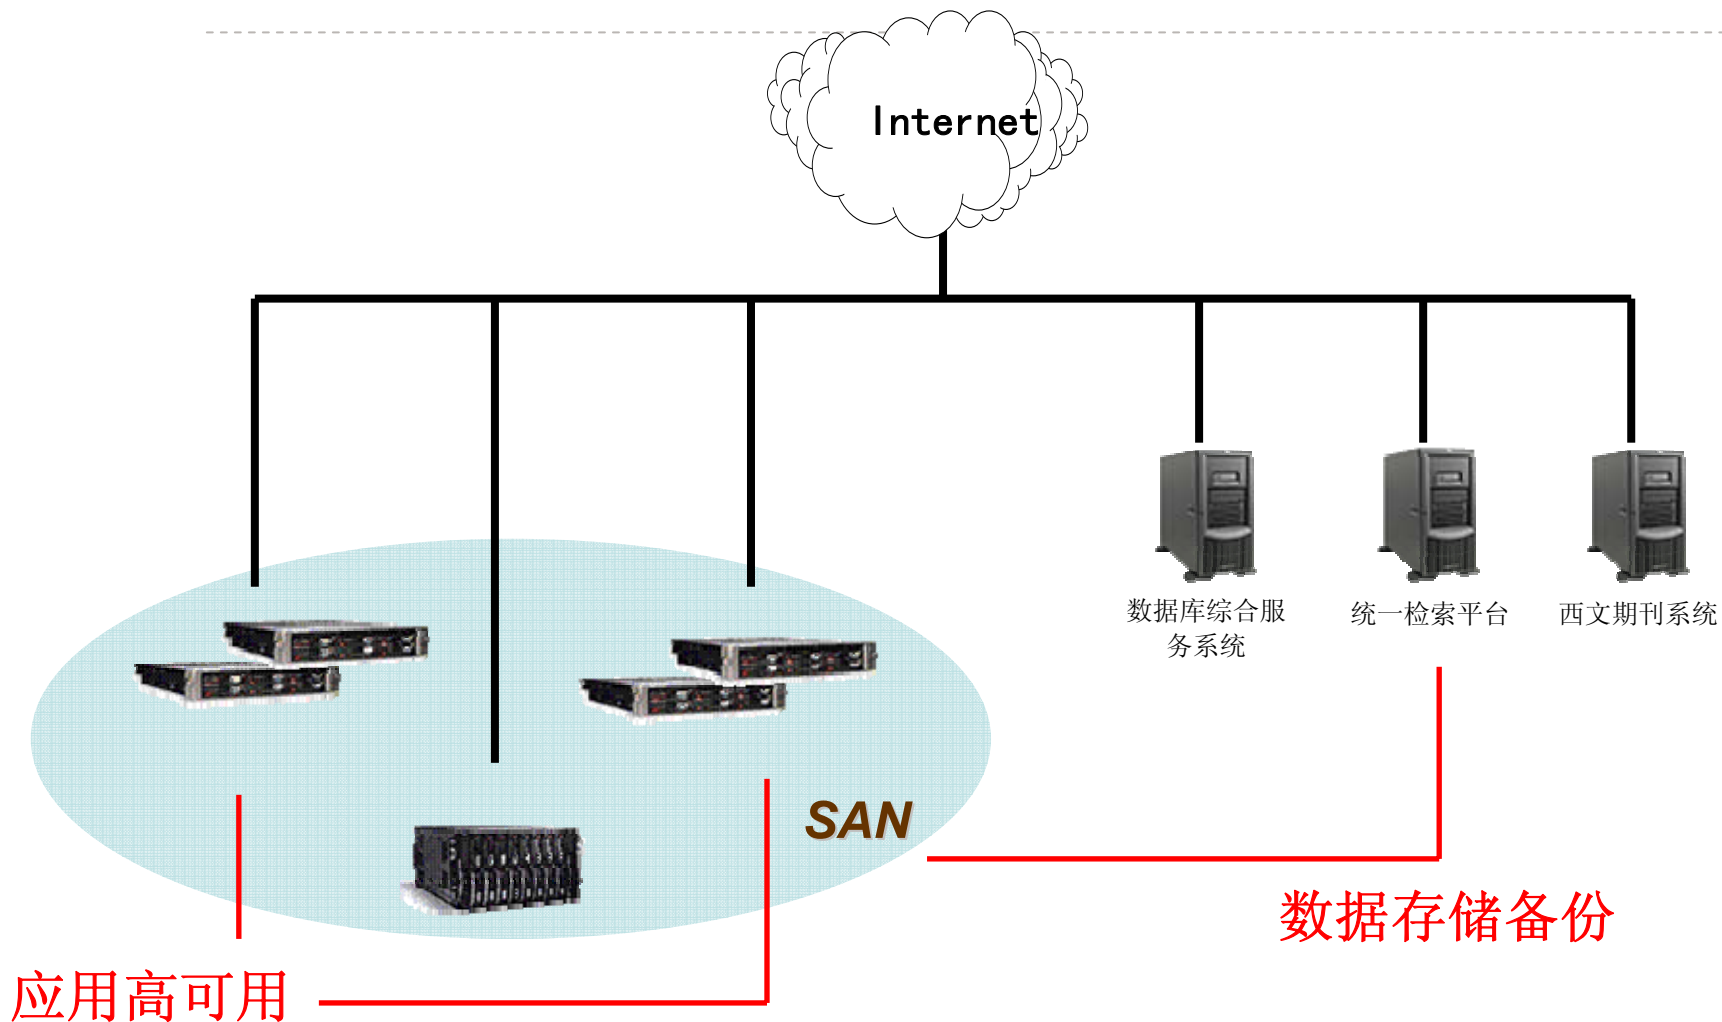 Internet
数据库综合服
务系统
统一检索平台
西文期刊系统
SAN
数据存储备份
应用高可用